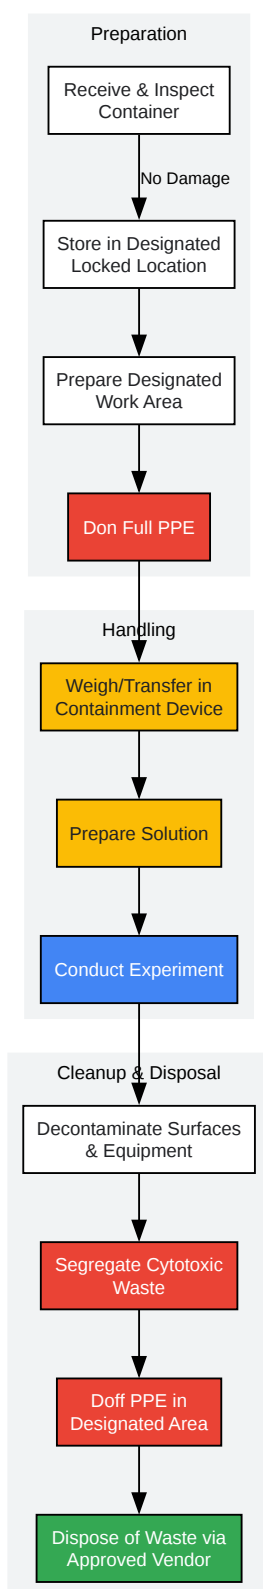 Preparation
Receive & Inspect
Container
No Damage
Store in Designated
Locked Location
Prepare Designated
Work Area
Don Full PPE
Handling
Weigh/Transfer in
Containment Device
Prepare Solution
Conduct Experiment
Cleanup & Disposal
Decontaminate Surfaces
& Equipment
Segregate Cytotoxic
Waste
Doff PPE in
Designated Area
Dispose of Waste via
Approved Vendor